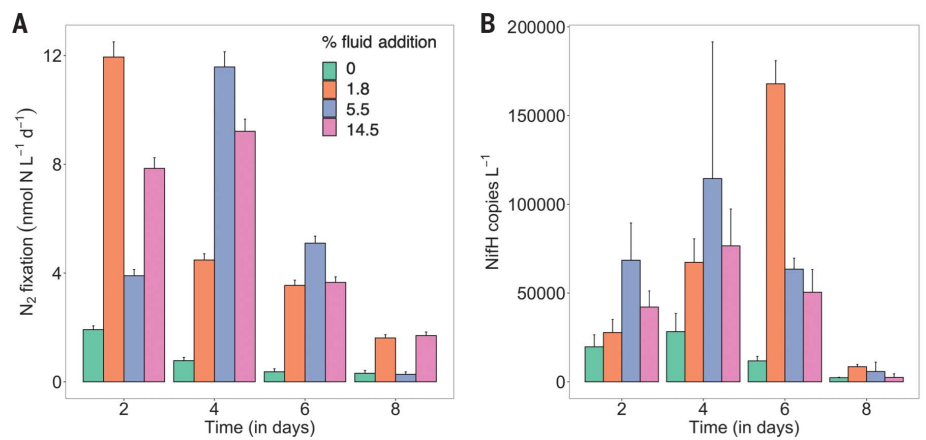 A
N₂ fixation (nmol N L⁻¹ d⁻¹)
12
8
4
0
% fluid addition
0
1.8
5.5
14.5
2 4 6 8
Time (in days)
B
NifH copies L⁻¹
200000
150000
100000
50000
0
2 4 6 8
Time (in days)